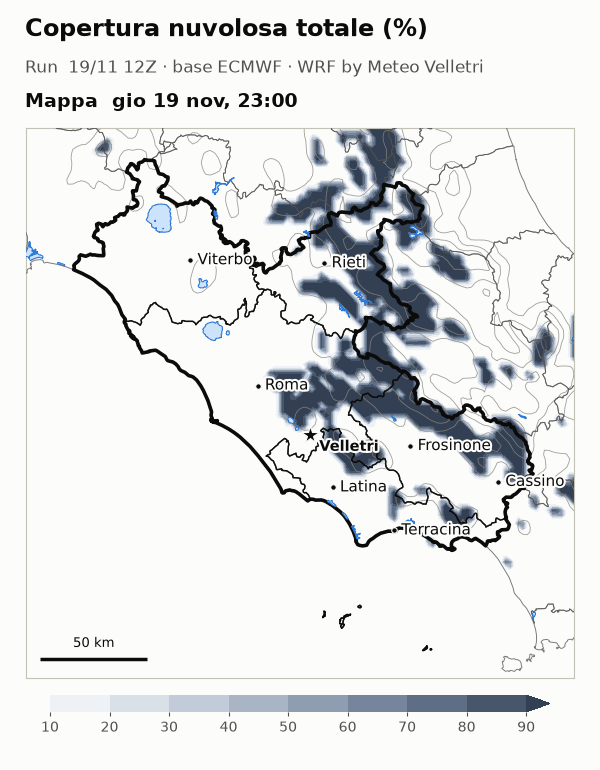 Copertura nuvolosa totale (%)
Run 19/11 12Z · base ECMWF · WRF by Meteo Velletri
Mappa gio 19 nov, 23:00
Viterbo
Rieti
Roma
Velletri
Frosinone
Latina
Cassino
Terracina
50 km
10 20 30 40 50 60 70 80 90